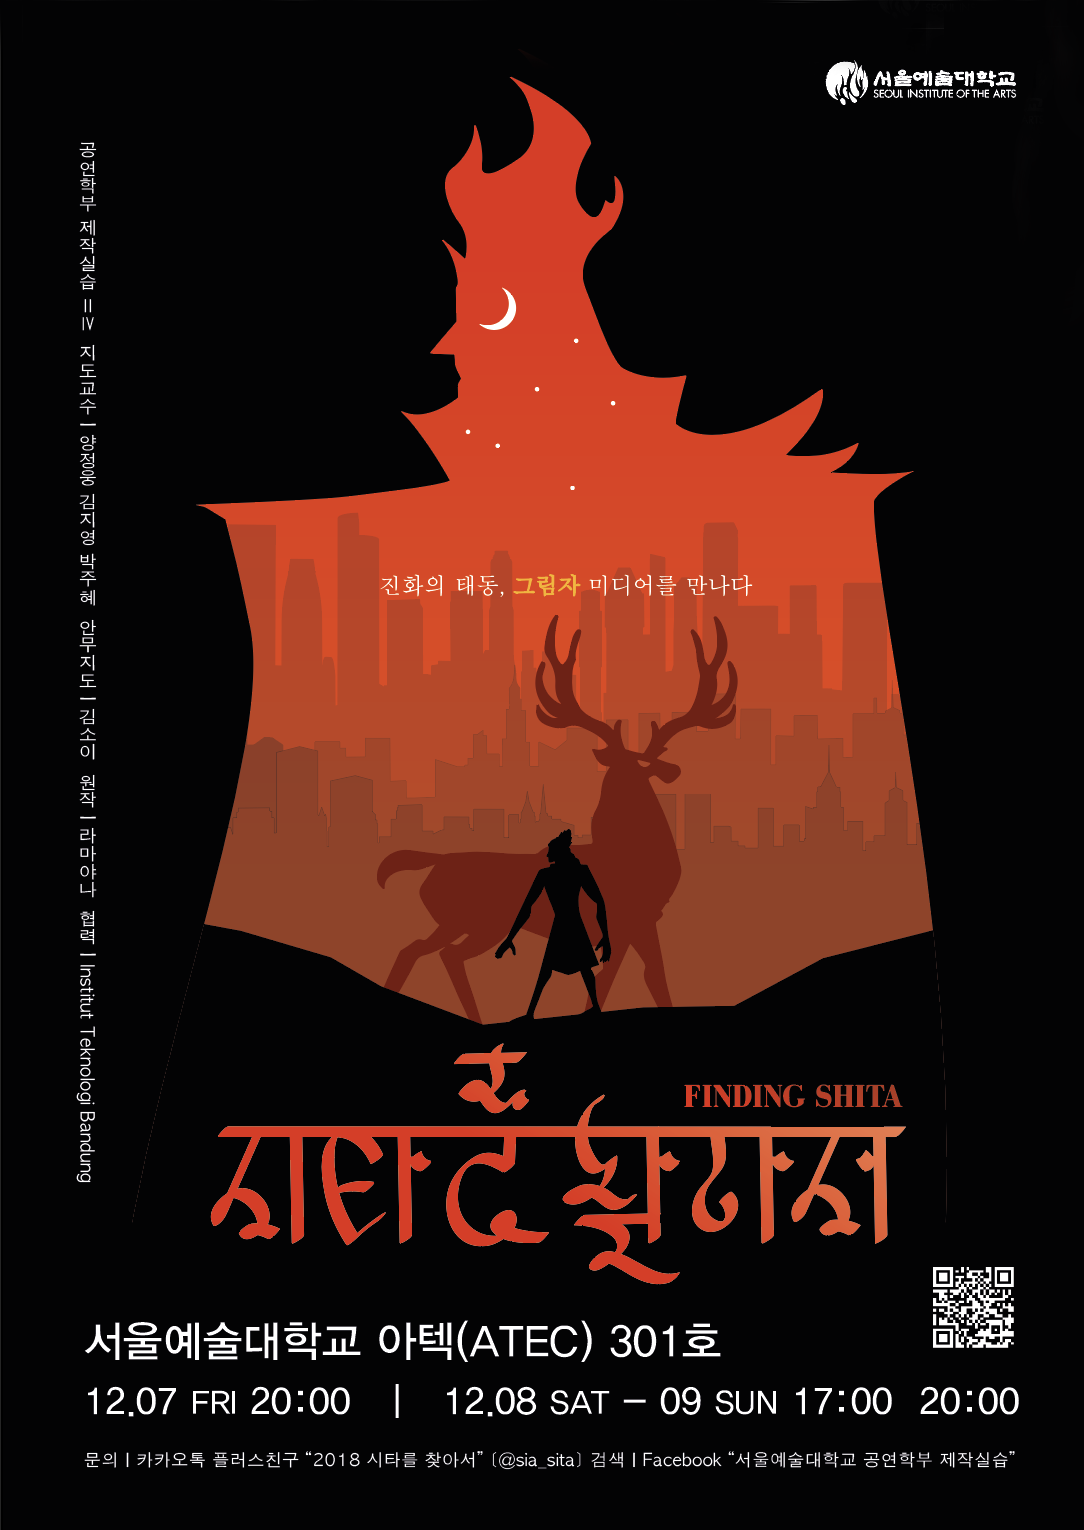 서울예술대학교
SEOUL INSTITUTE OF THE ARTS
공연학부 제작실습 II IV 지도교수 | 양정웅 김지영 박주혜 안무지도 | 김소이 원작 | 라마야나 협력 | Institut Teknologi Bandung
진화의 태동, 그림자 미디어를 만나다
FINDING SHITA
서울예술대학교 아텍(ATEC) 301호
12.07 FRI 20:00 | 12.08 SAT – 09 SUN 17:00 20:00
문의 | 카카오톡 플러스친구 “2018 시타를 찾아서” [@sia_sita] 검색 | Facebook “서울예술대학교 공연학부 제작실습”